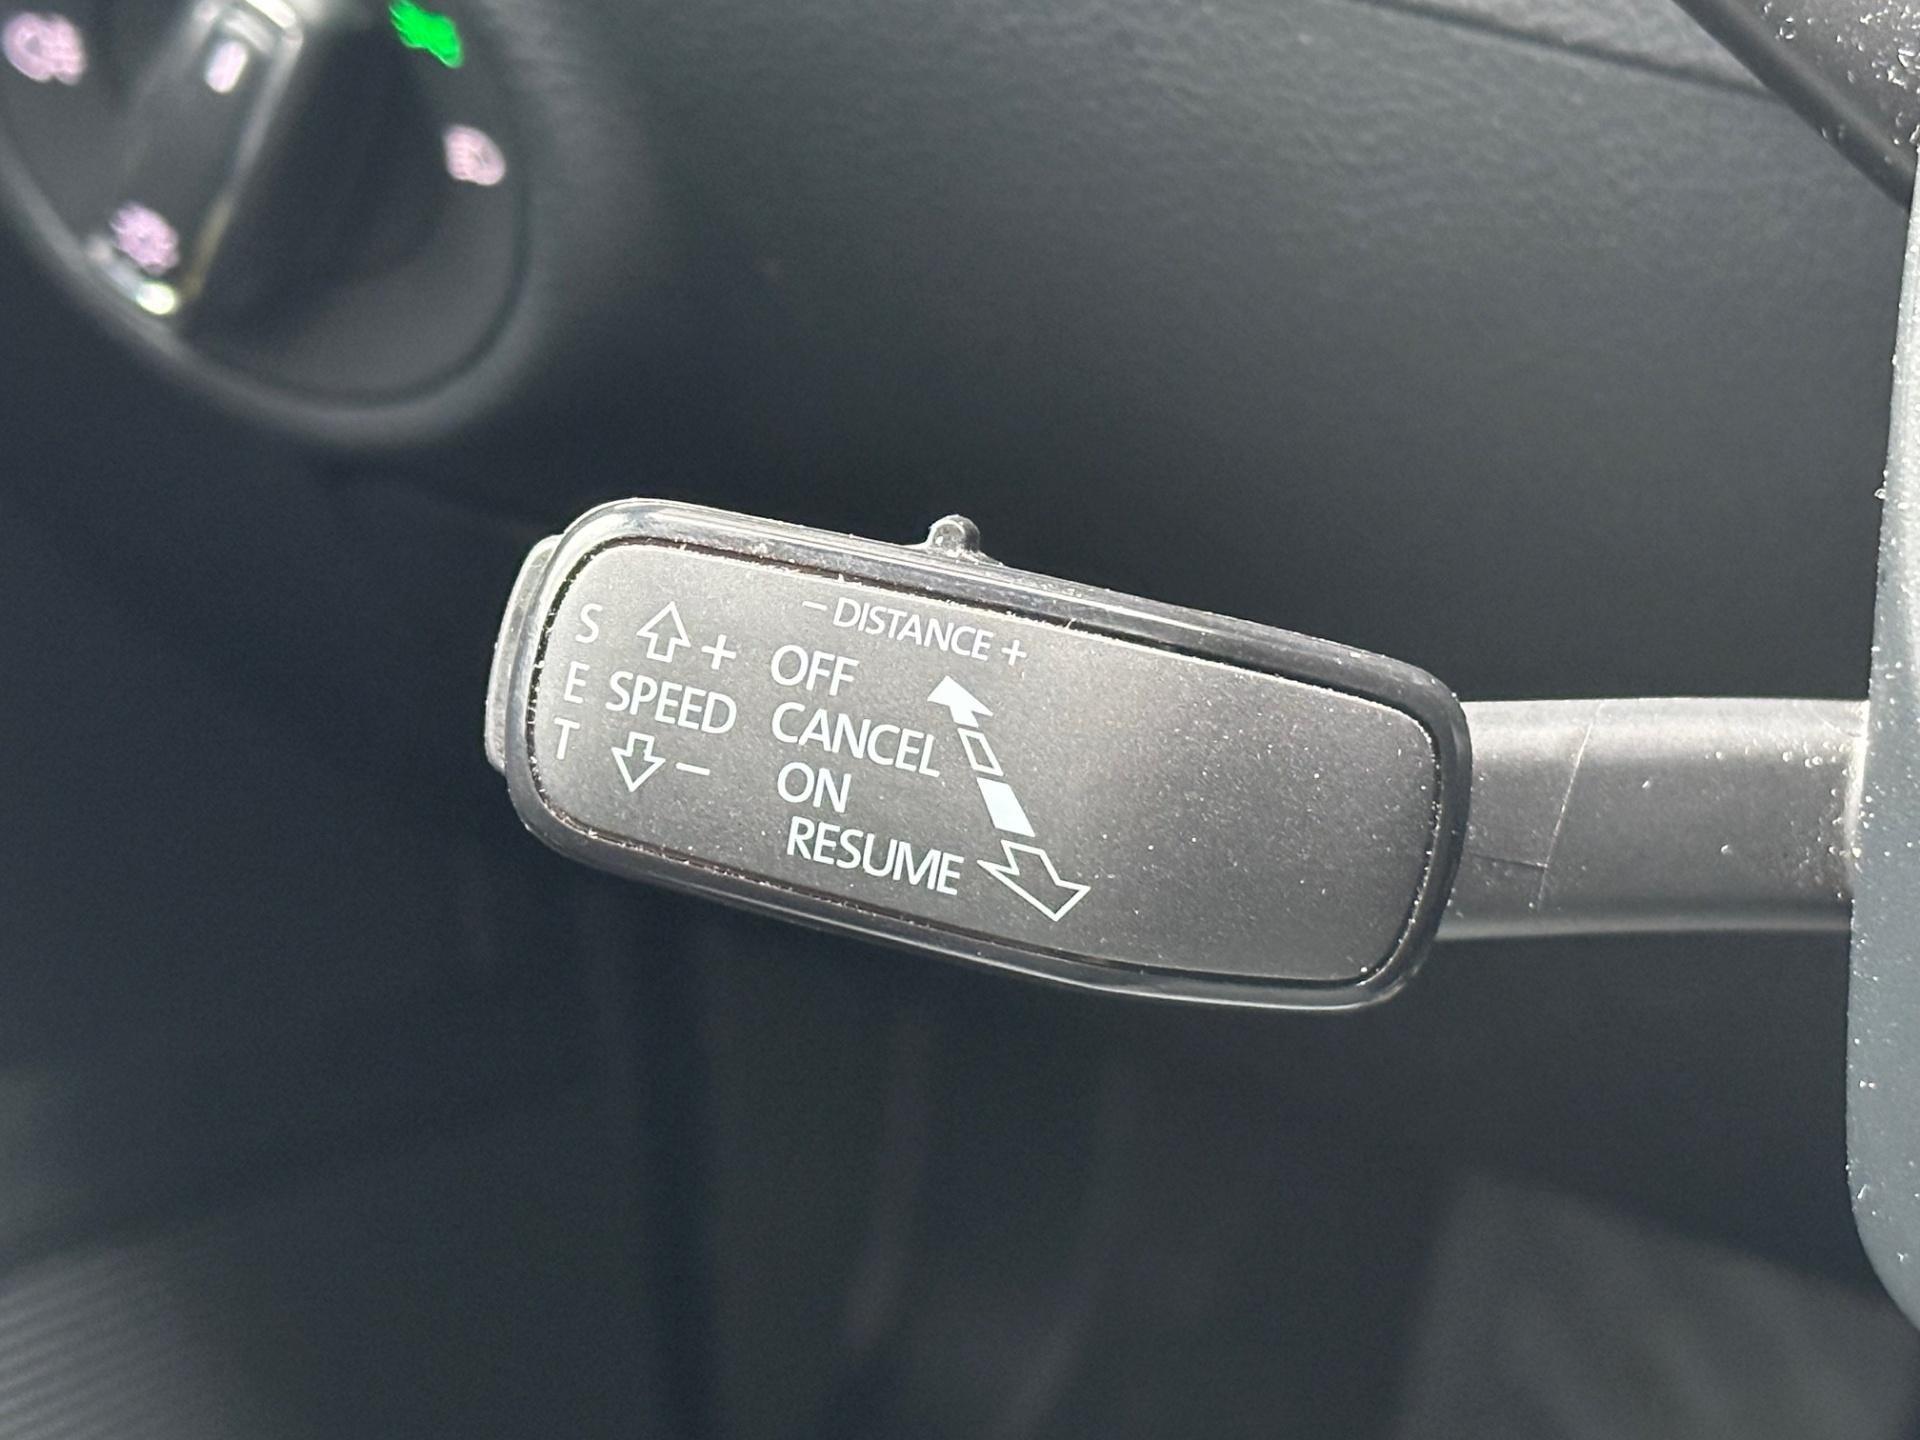 – DISTANCE +
S
E
T
+
SPEED
–
OFF
CANCEL
ON
RESUME